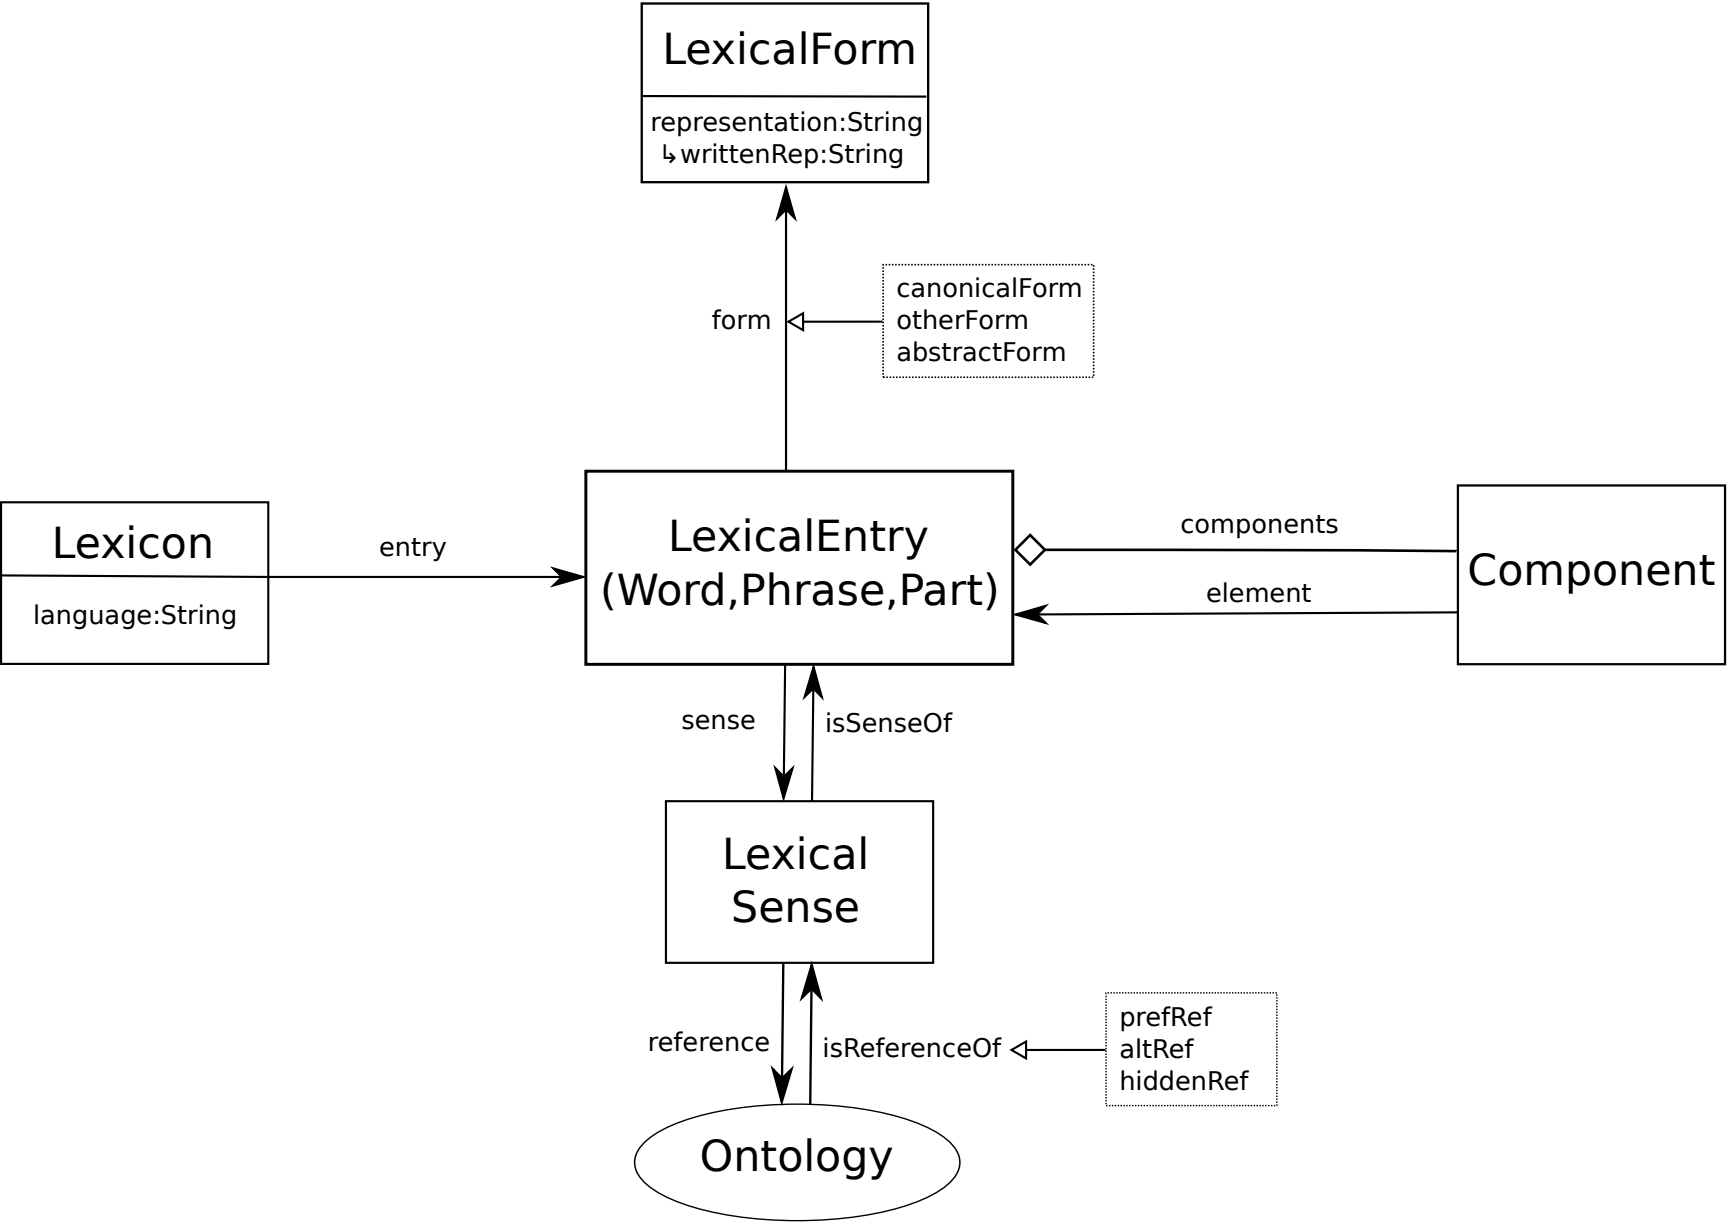 LexicalForm
representation:String
↳writtenRep:String
form
canonicalForm
otherForm
abstractForm
Lexicon
language:String
entry
LexicalEntry
(Word,Phrase,Part)
components
element
Component
sense
isSenseOf
Lexical
Sense
reference
isReferenceOf
prefRef
altRef
hiddenRef
Ontology